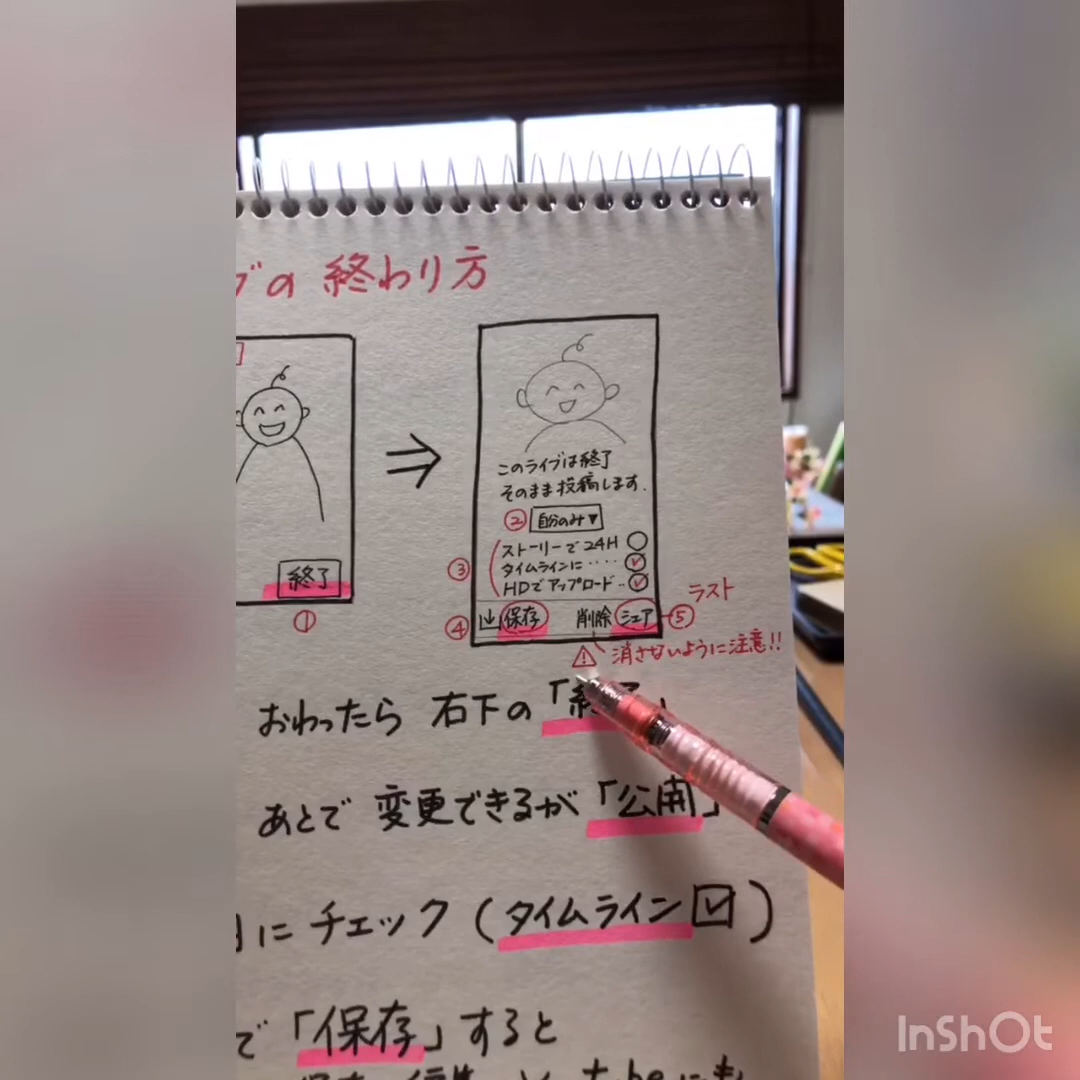 ブの終わり方
このライブは終了
そのまま投稿します.
② 自分のみ▼
③ ストーリーで24H
タイムラインに・・・・
HDでアップロード..
終了
①
④ 保存 削除 シェア ⑤ ラスト
消さないように注意!!
おわったら 右下の「終了」
あとで 変更できるが「公開」
にチェック(タイムライン☑)
で「保存」すると
InShOt